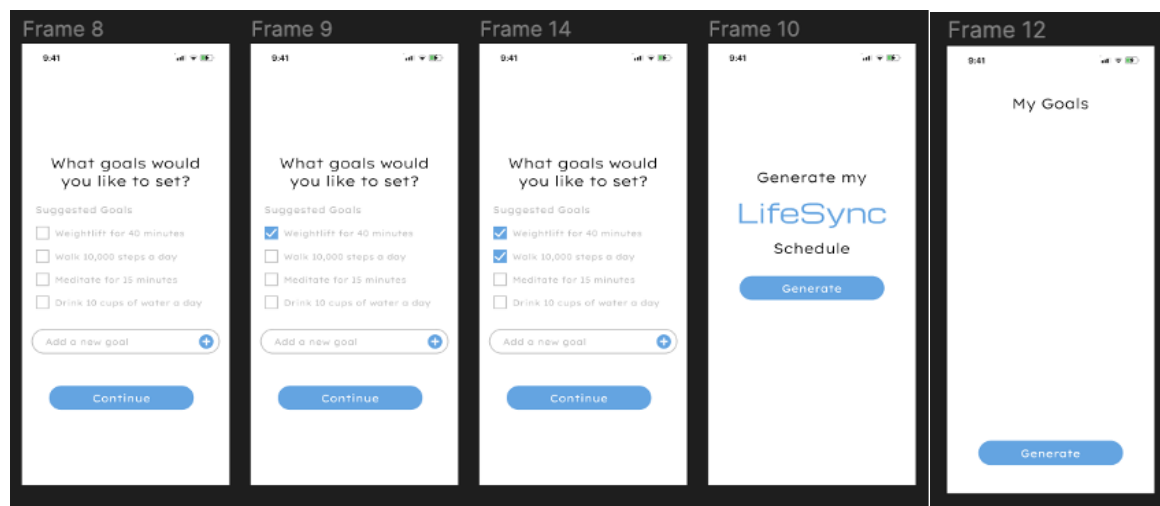 Frame 8
9:41
What goals would
you like to set?
Suggested Goals
Weightlift for 40 minutes
Walk 10,000 steps a day
Meditate for 15 minutes
Drink 10 cups of water a day
Add a new goal
Continue
Frame 9
9:41
What goals would
you like to set?
Suggested Goals
Weightlift for 40 minutes
Walk 10,000 steps a day
Meditate for 15 minutes
Drink 10 cups of water a day
Add a new goal
Continue
Frame 14
9:41
What goals would
you like to set?
Suggested Goals
Weightlift for 40 minutes
Walk 10,000 steps a day
Meditate for 15 minutes
Drink 10 cups of water a day
Add a new goal
Continue
Frame 10
9:41
Generate my
LifeSync
Schedule
Generate
Frame 12
9:41
My Goals
Generate